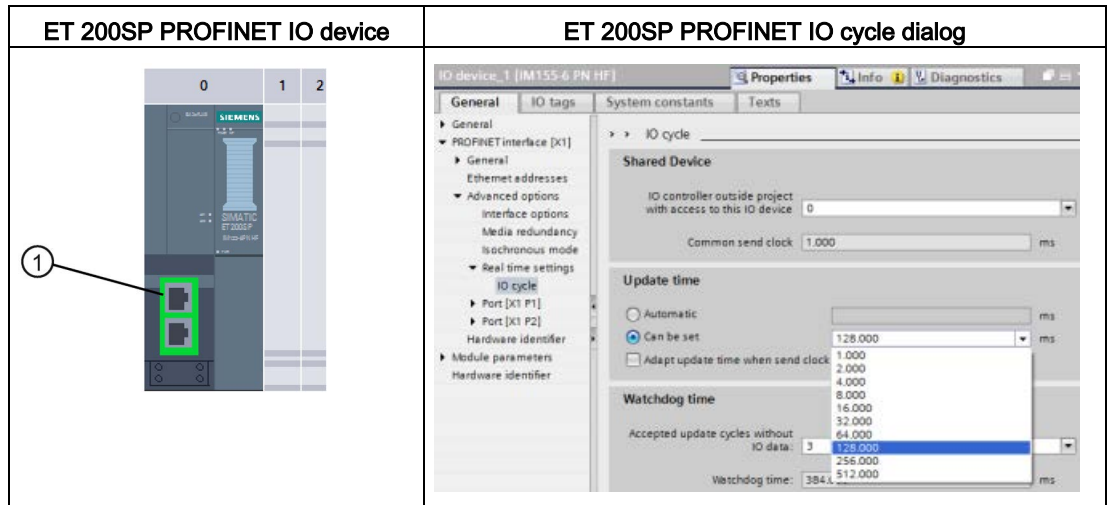 ET 200SP PROFINET IO device
ET 200SP PROFINET IO cycle dialog
0 1 2
SIEMENS
SIMATIC
ET 200SP
1
IO device_1 [IM155-6 PN HF]
Properties Info Diagnostics
General IO tags System constants Texts
General
PROFINET interface [X1]
General
Ethernet addresses
Advanced options
Interface options
Media redundancy
Isochronous mode
Real time settings
IO cycle
Port [X1 P1]
Port [X1 P2]
Hardware identifier
Module parameters
Hardware identifier
> > IO cycle
Shared Device
IO controller outside project
with access to this IO device 0
Common send clock 1.000 ms
Update time
Automatic ms
Can be set 128.000 ms
Adapt update time when send clock
1.000
2.000
4.000
8.000
16.000
32.000
64.000
128.000
256.000
512.000
Watchdog time
Accepted update cycles without
IO data: 3
Watchdog time: 384. ms